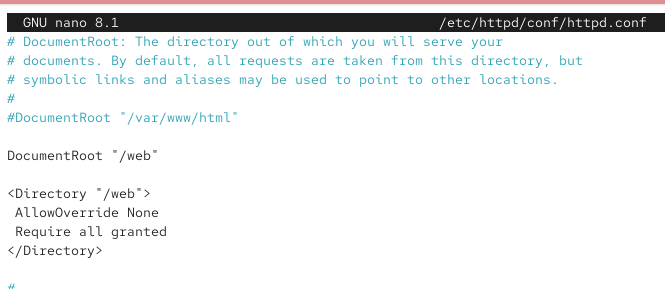 GNU nano 8.1 /etc/httpd/conf/httpd.conf
# DocumentRoot: The directory out of which you will serve your
# documents. By default, all requests are taken from this directory, but
# symbolic links and aliases may be used to point to other locations.
#
#DocumentRoot "/var/www/html"
DocumentRoot "/web"
<Directory "/web">
 AllowOverride None
 Require all granted
</Directory>
#